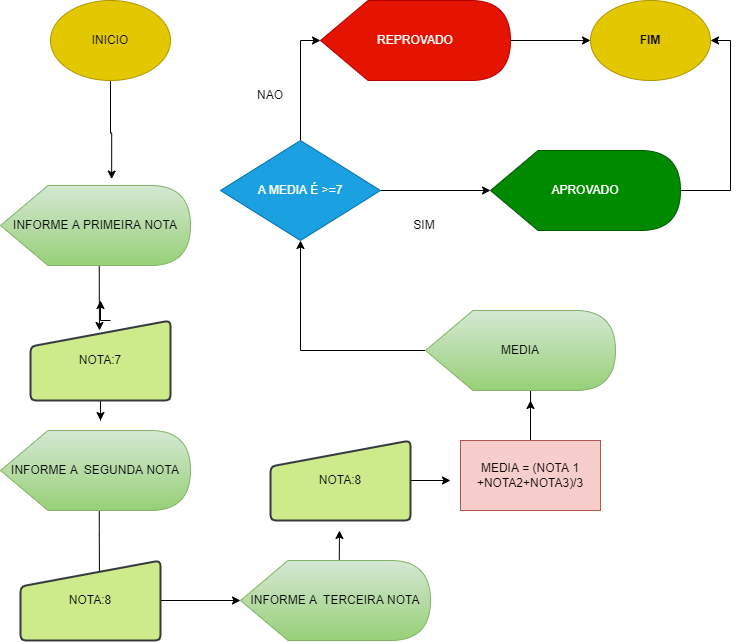 INICIO
INFORME A PRIMEIRA NOTA
NOTA:7
INFORME A  SEGUNDA NOTA
NOTA:8
INFORME A  TERCEIRA NOTA
NOTA:8
MEDIA = (NOTA 1
+NOTA2+NOTA3)/3
MEDIA
A MEDIA É >=7
NAO
REPROVADO
SIM
APROVADO
FIM